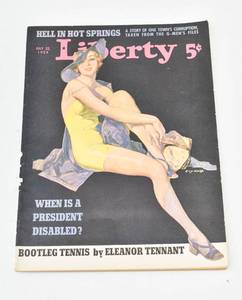 HELL IN HOT SPRINGS
A STORY OF ONE TOWN'S CORRUPTION,
TAKEN FROM THE G-MEN'S FILES
Liberty 5¢
WHEN IS A
PRESIDENT
DISABLED?
BOOTLEG TENNIS by ELEANOR TENNANT